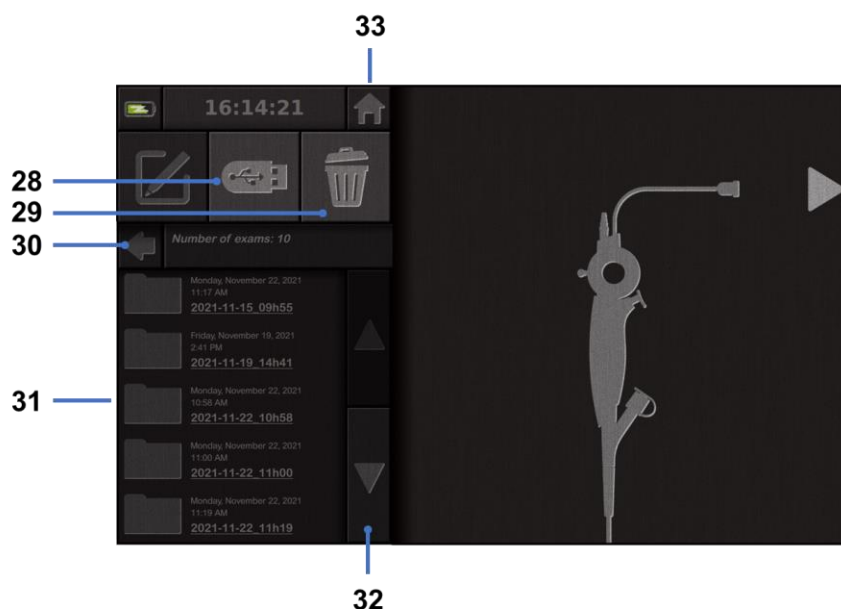 33
16:14:21
28
29
30
Number of exams: 10
Monday, November 22, 2021
11:17 AM
2021-11-15_09h55
Friday, November 19, 2021
2:41 PM
2021-11-19_14h41
31
Monday, November 22, 2021
10:58 AM
2021-11-22_10h58
Monday, November 22, 2021
11:00 AM
2021-11-22_11h00
Monday, November 22, 2021
11:19 AM
2021-11-22_11h19
32